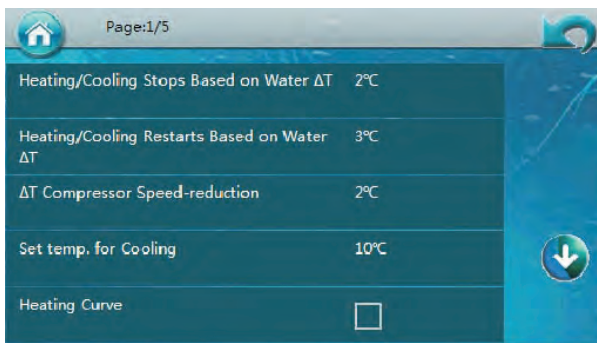 Page:1/5
Heating/Cooling Stops Based on Water ΔT 2℃
Heating/Cooling Restarts Based on Water 3℃
ΔT
ΔT Compressor Speed-reduction 2℃
Set temp. for Cooling 10℃
Heating Curve